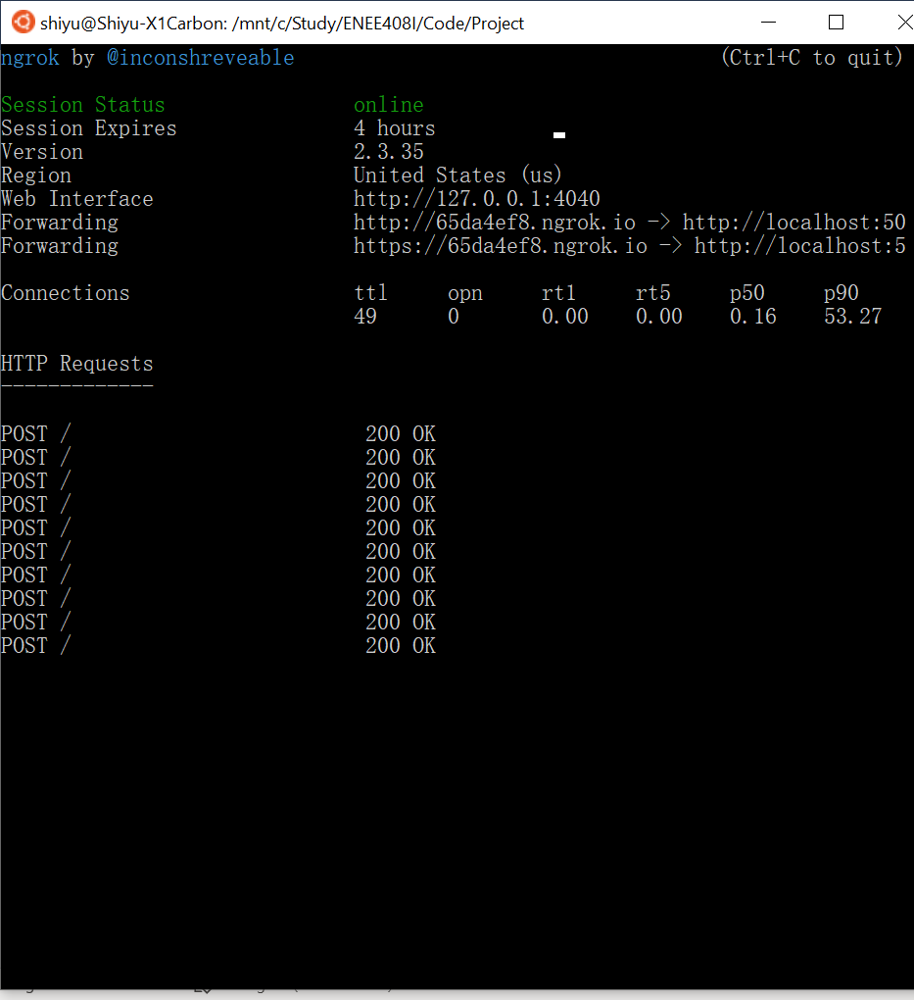 shiyu@Shiyu-X1Carbon: /mnt/c/Study/ENEE408I/Code/Project
ngrok by @inconshreveable (Ctrl+C to quit)
Session Status online
Session Expires 4 hours
Version 2.3.35
Region United States (us)
Web Interface http://127.0.0.1:4040
Forwarding http://65da4ef8.ngrok.io -> http://localhost:50
Forwarding https://65da4ef8.ngrok.io -> http://localhost:5
Connections ttl opn rt1 rt5 p50 p90
49 0 0.00 0.00 0.16 53.27
HTTP Requests
-------------
POST / 200 OK
POST / 200 OK
POST / 200 OK
POST / 200 OK
POST / 200 OK
POST / 200 OK
POST / 200 OK
POST / 200 OK
POST / 200 OK
POST / 200 OK